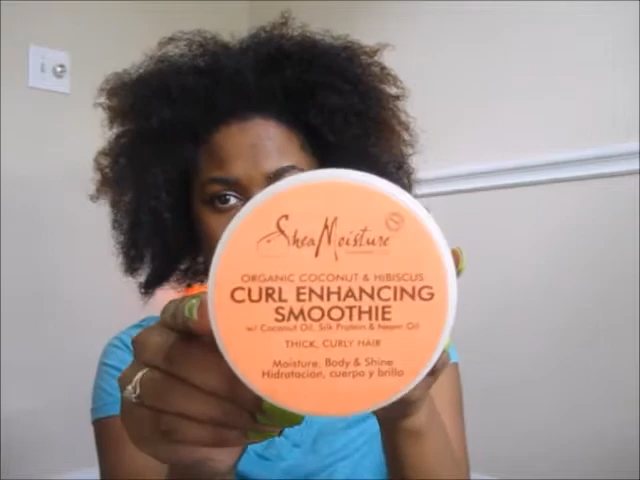 SheaMoisture
ORGANIC COCONUT & HIBISCUS
CURL ENHANCING
SMOOTHIE
w/ Coconut Oil, Silk Protein & Neem Oil
THICK, CURLY HAIR
Moisture, Body & Shine
Hidratación, cuerpo y brillo